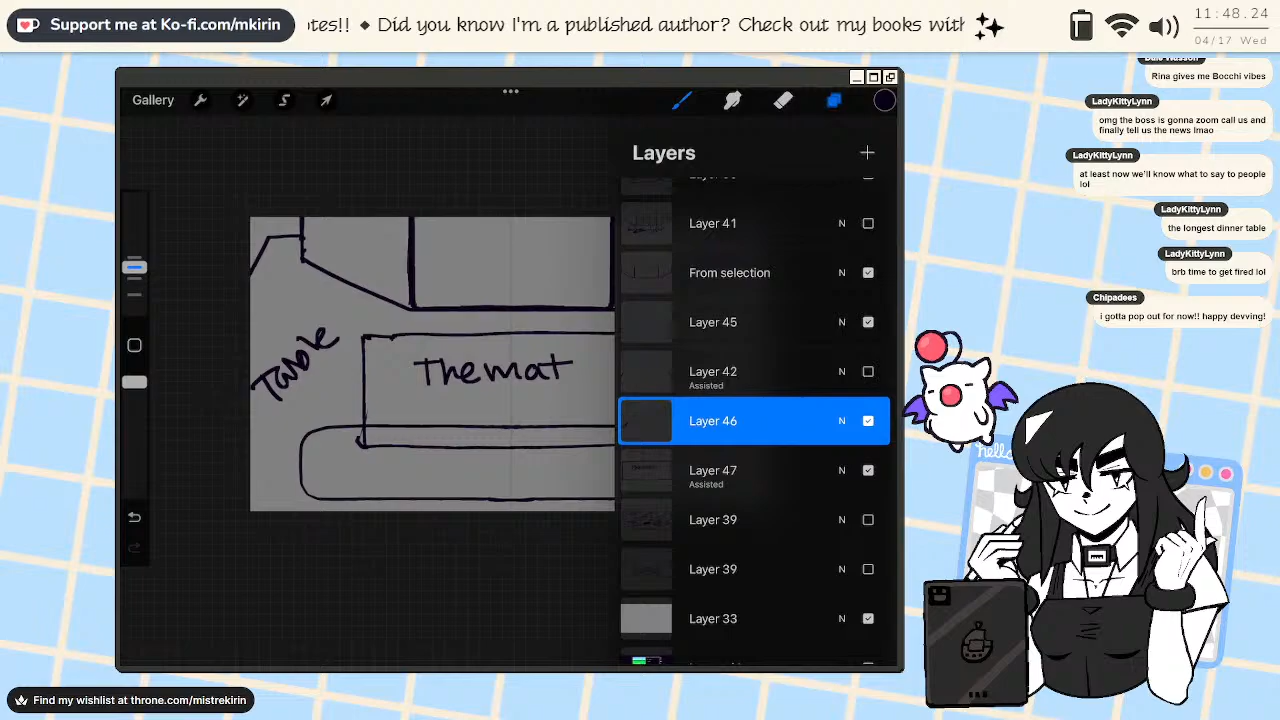 Support me at Ko-fi.com/mkirin
tes!! ◆ Did you know I'm a published author? Check out my books with
11:48.24
04/17 Wed
Rina gives me Bocchi vibes
LadyKittyLynn
omg the boss is gonna zoom call us and
finally tell us the news lmao
LadyKittyLynn
at least now we'll know what to say to people
lol
LadyKittyLynn
the longest dinner table
LadyKittyLynn
brb time to get fired lol
Chipadees
i gotta pop out for now!! happy devving!
Gallery
Layers
Layer 41 N
From selection N
Layer 45 N
Layer 42 N
Assisted
Layer 46 N
Layer 47 N
Assisted
Layer 39 N
Layer 39 N
Layer 33 N
Table
The mat
hello
Find my wishlist at throne.com/mistrekirin